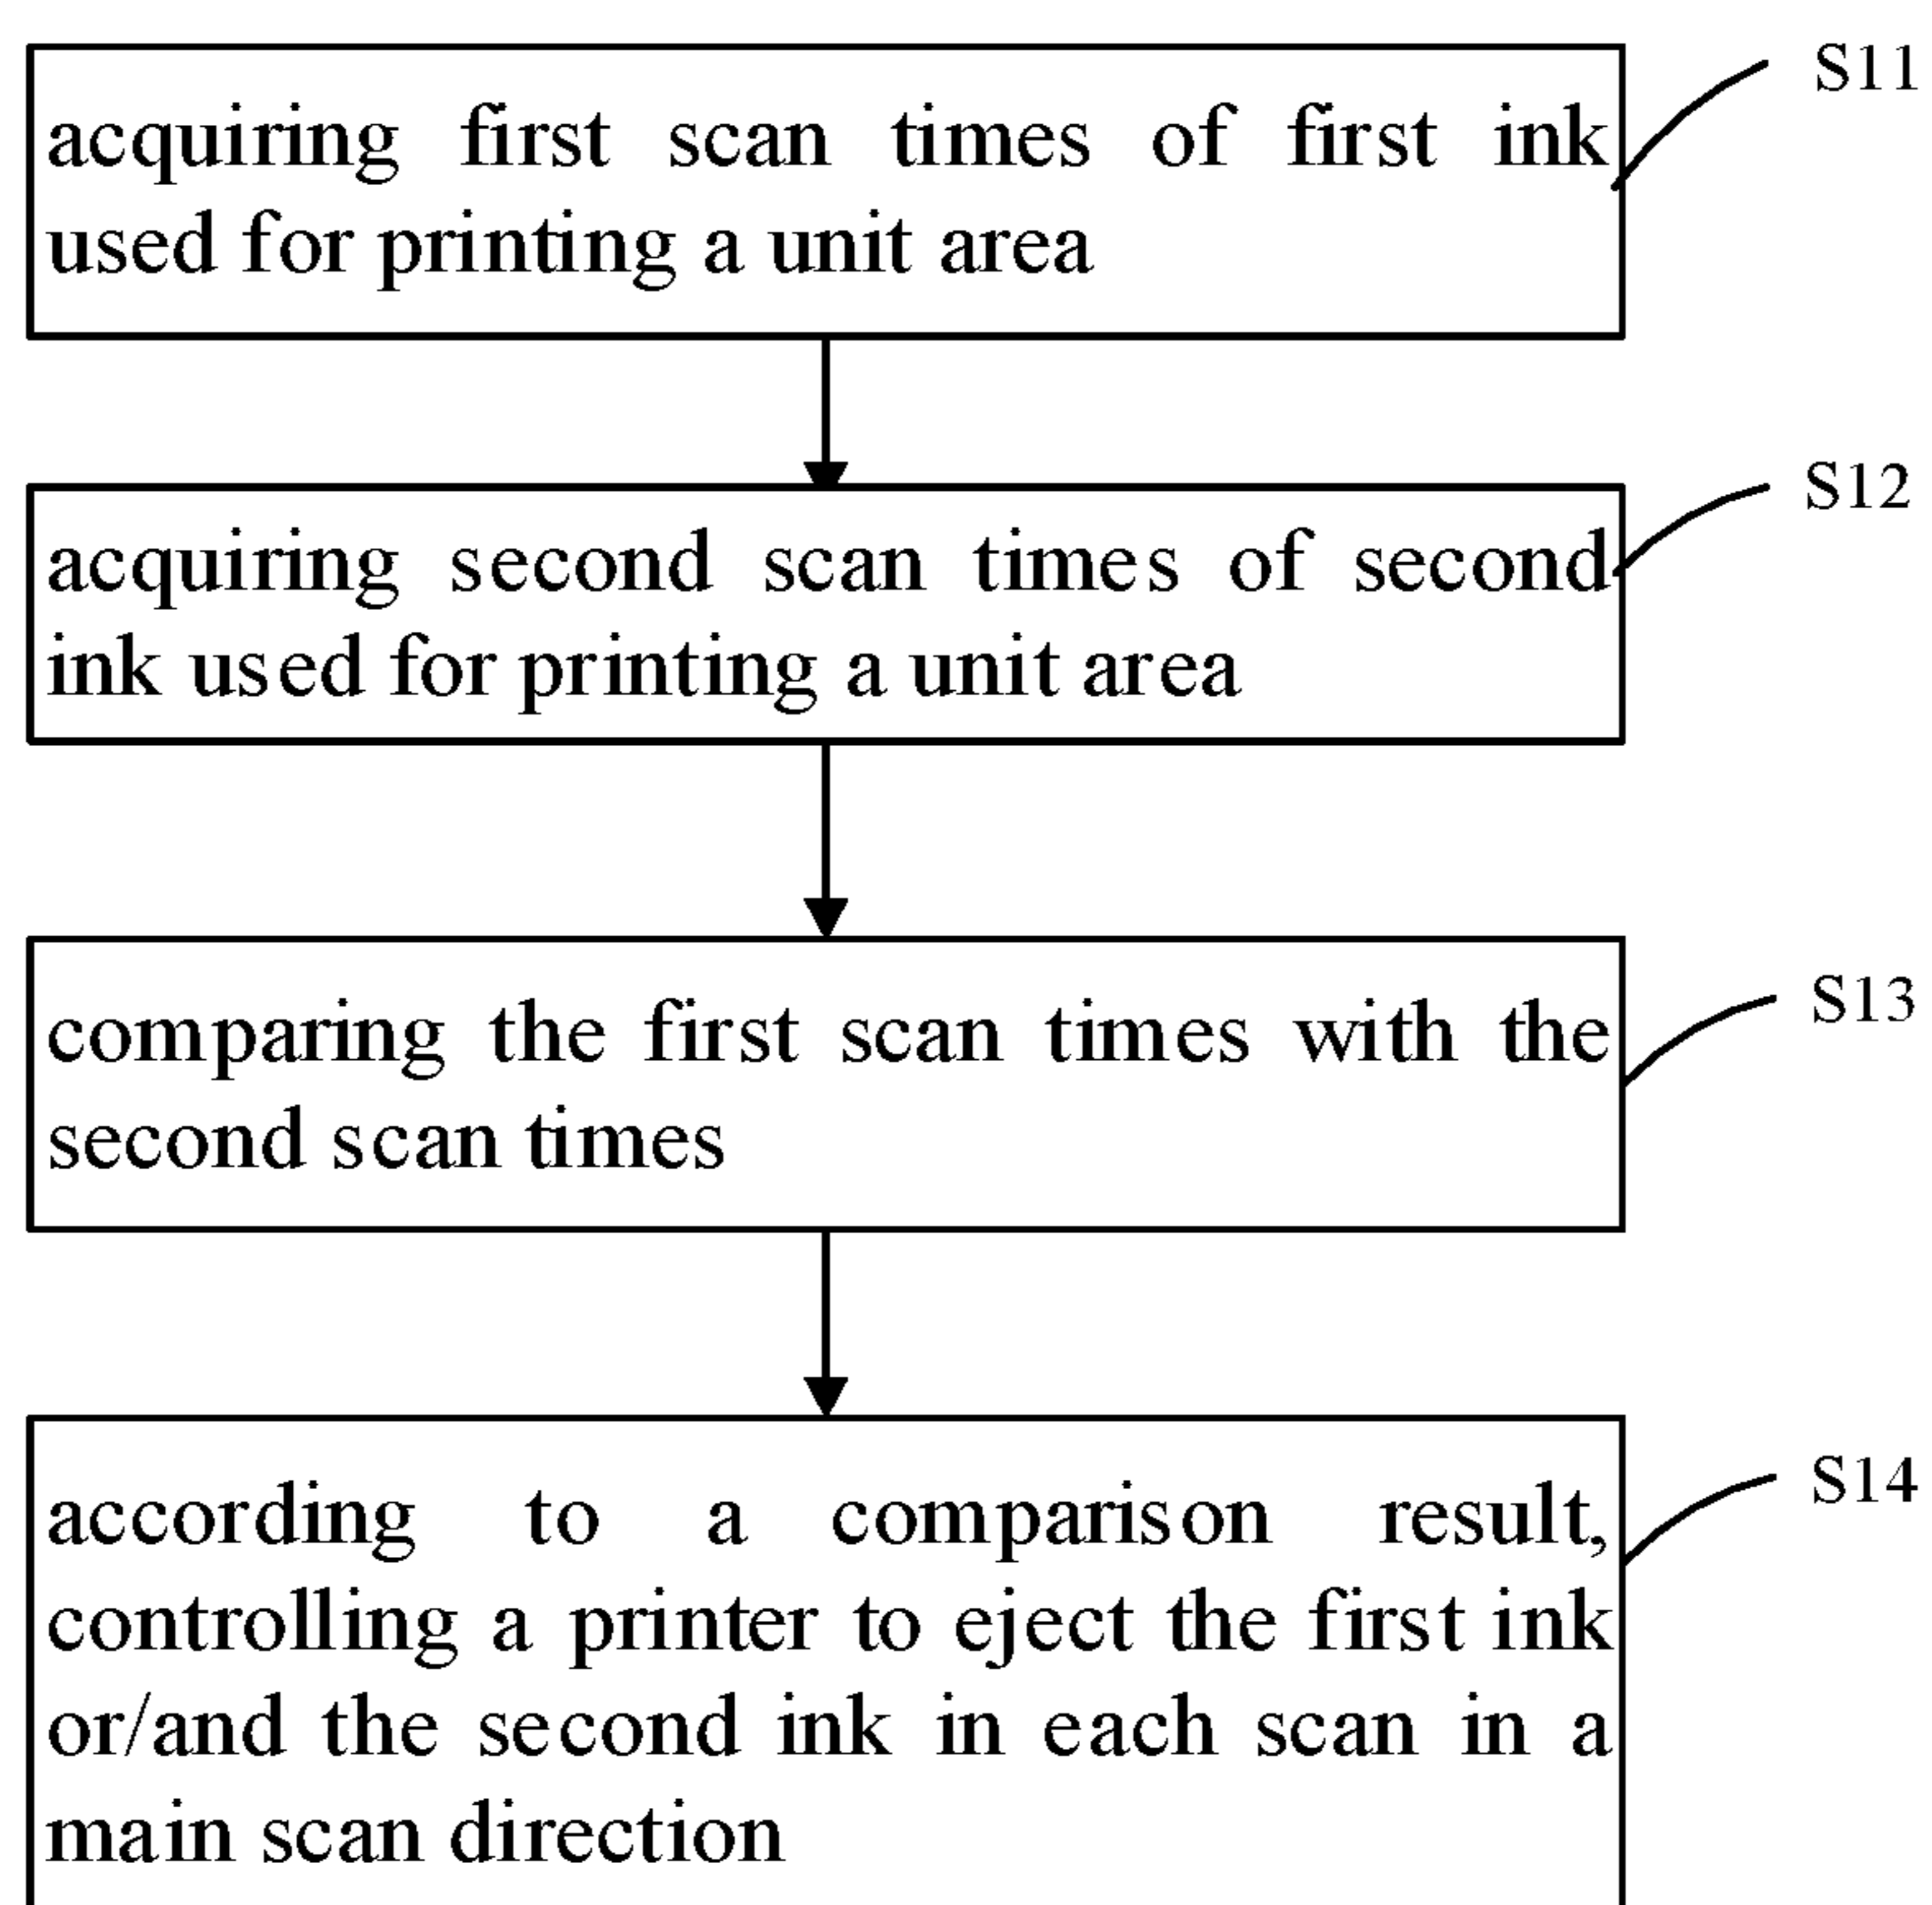 S11
acquiring first scan times of first ink
used for printing a unit area
S12
acquiring second scan times of second
ink used for printing a unit area
S13
comparing the first scan times with the
second scan times
S14
according to a comparison result,
controlling a printer to eject the first ink
or/and the second ink in each scan in a
main scan direction